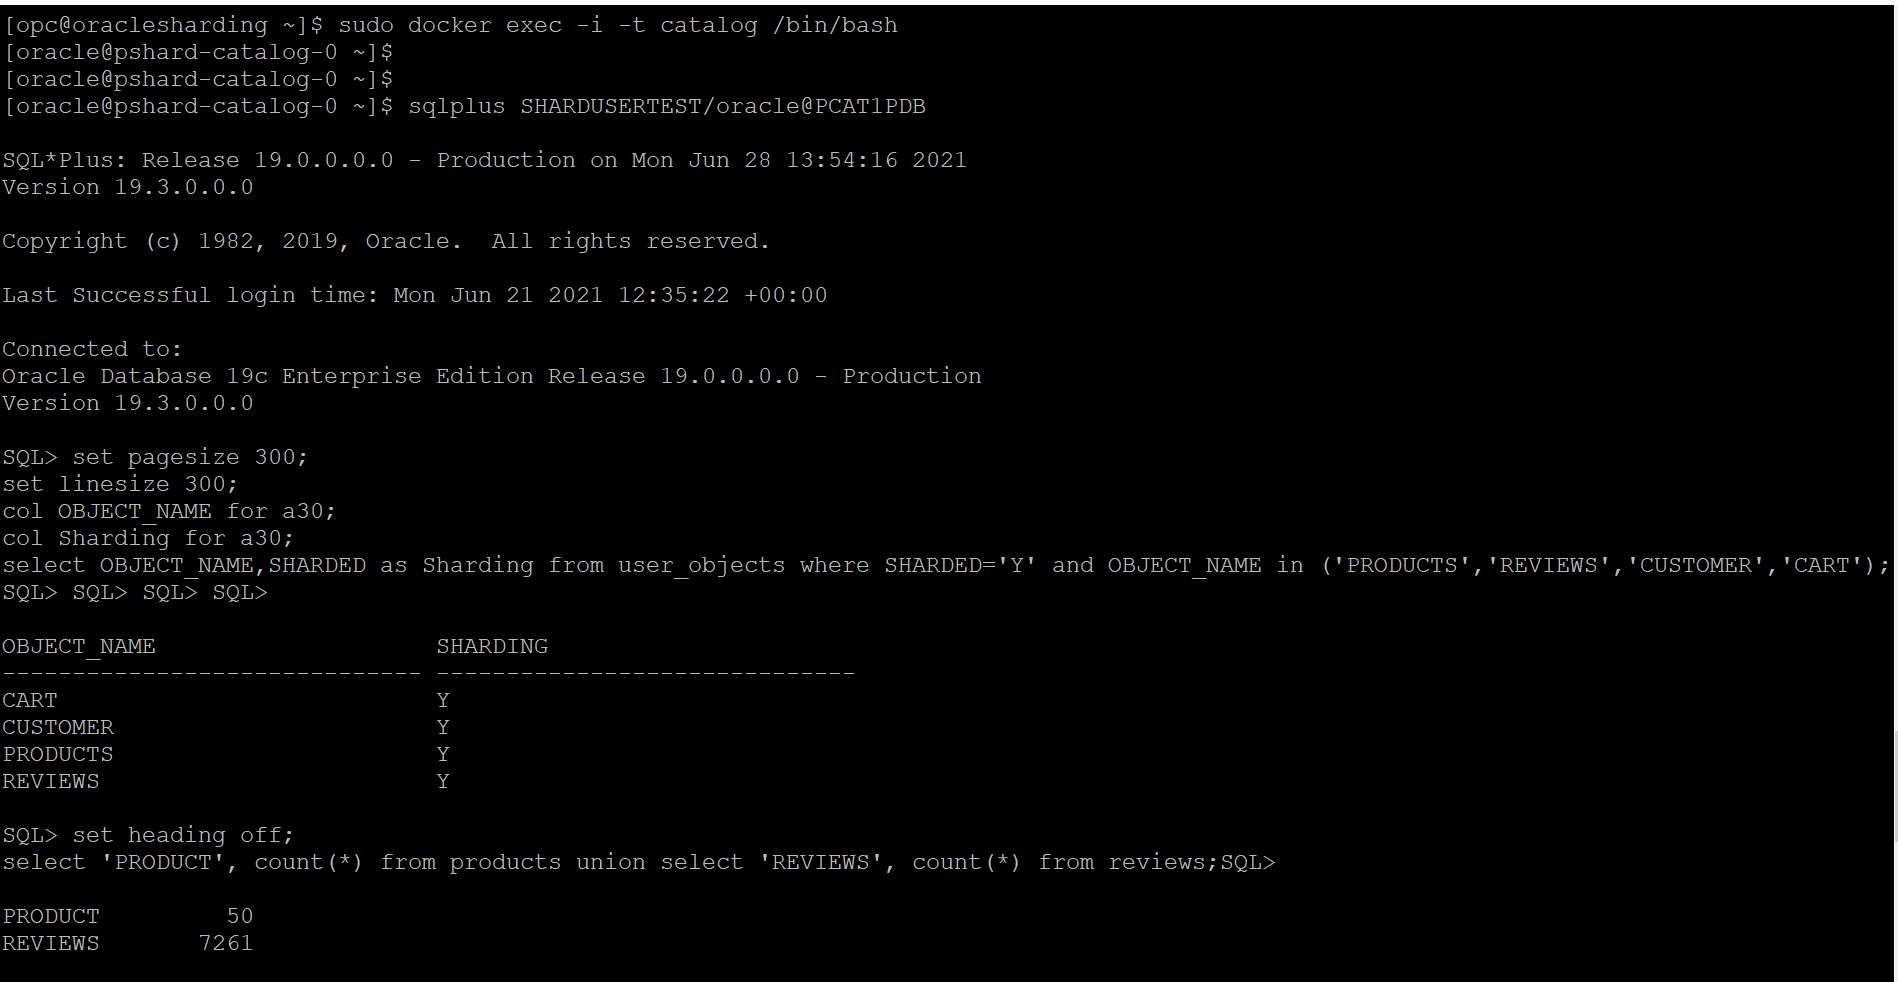 [opc@oraclesharding ~]$ sudo docker exec -i -t catalog /bin/bash
[oracle@pshard-catalog-0 ~]$
[oracle@pshard-catalog-0 ~]$
[oracle@pshard-catalog-0 ~]$ sqlplus SHARDUSERTEST/oracle@PCAT1PDB
SQL*Plus: Release 19.0.0.0.0 - Production on Mon Jun 28 13:54:16 2021
Version 19.3.0.0.0
Copyright (c) 1982, 2019, Oracle.  All rights reserved.
Last Successful login time: Mon Jun 21 2021 12:35:22 +00:00
Connected to:
Oracle Database 19c Enterprise Edition Release 19.0.0.0.0 - Production
Version 19.3.0.0.0
SQL> set pagesize 300;
set linesize 300;
col OBJECT_NAME for a30;
col Sharding for a30;
select OBJECT_NAME,SHARDED as Sharding from user_objects where SHARDED='Y' and OBJECT_NAME in ('PRODUCTS','REVIEWS','CUSTOMER','CART');
SQL> SQL> SQL> SQL>
OBJECT_NAME                    SHARDING
------------------------------ ------------------------------
CART                           Y
CUSTOMER                       Y
PRODUCTS                       Y
REVIEWS                        Y
SQL> set heading off;
select 'PRODUCT', count(*) from products union select 'REVIEWS', count(*) from reviews;SQL>
PRODUCT         50
REVIEWS       7261